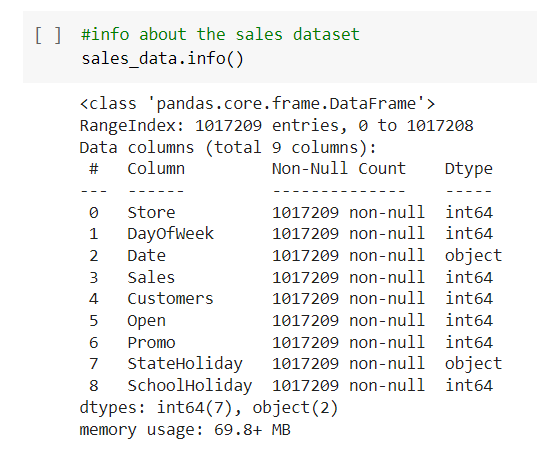 [ ] #info about the sales dataset
sales_data.info()
<class 'pandas.core.frame.DataFrame'>
RangeIndex: 1017209 entries, 0 to 1017208
Data columns (total 9 columns):
#   Column         Non-Null Count    Dtype
---  ------         --------------    -----
0   Store          1017209 non-null  int64
1   DayOfWeek      1017209 non-null  int64
2   Date           1017209 non-null  object
3   Sales          1017209 non-null  int64
4   Customers      1017209 non-null  int64
5   Open           1017209 non-null  int64
6   Promo          1017209 non-null  int64
7   StateHoliday   1017209 non-null  object
8   SchoolHoliday  1017209 non-null  int64
dtypes: int64(7), object(2)
memory usage: 69.8+ MB